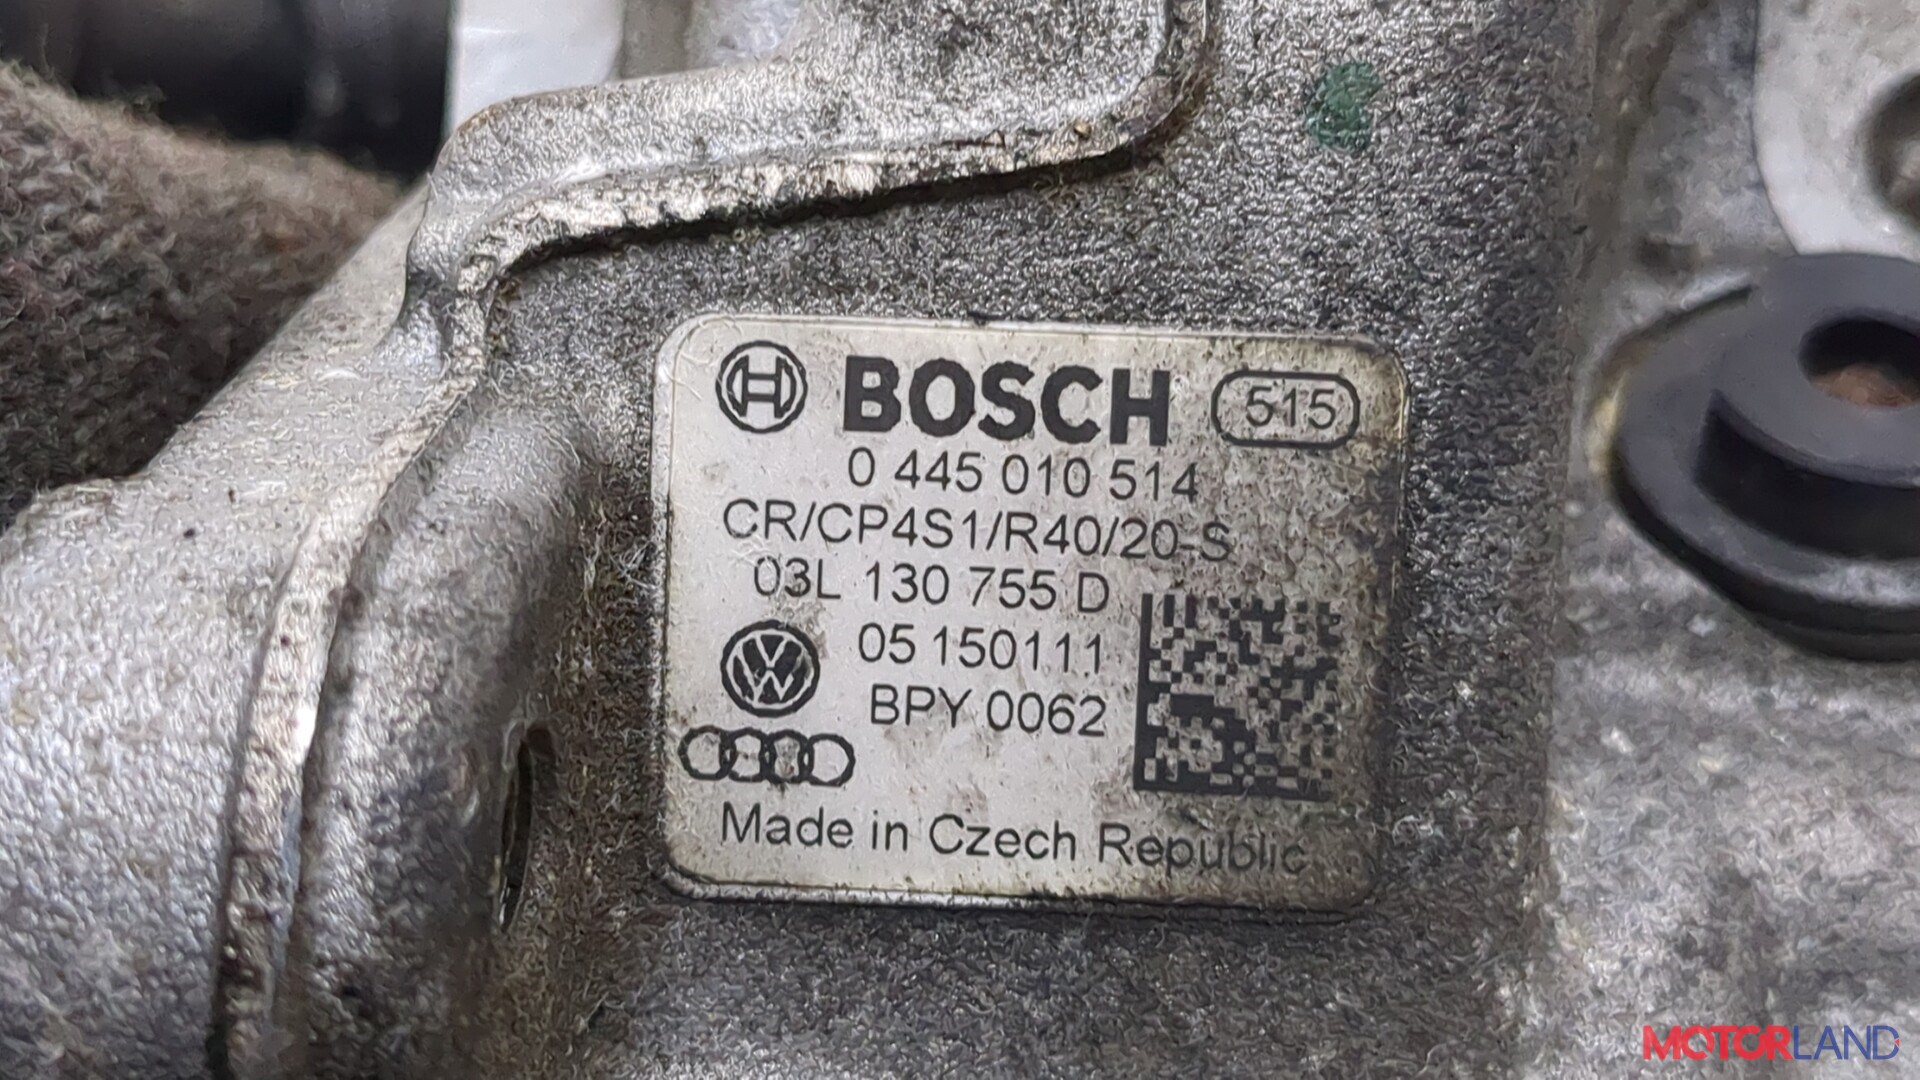 BOSCH 515
0 445 010 514
CR/CP4S1/R40/20-S
03L 130 755 D
05 150111
BPY 0062
Made in Czech Republic
MOTORLAND